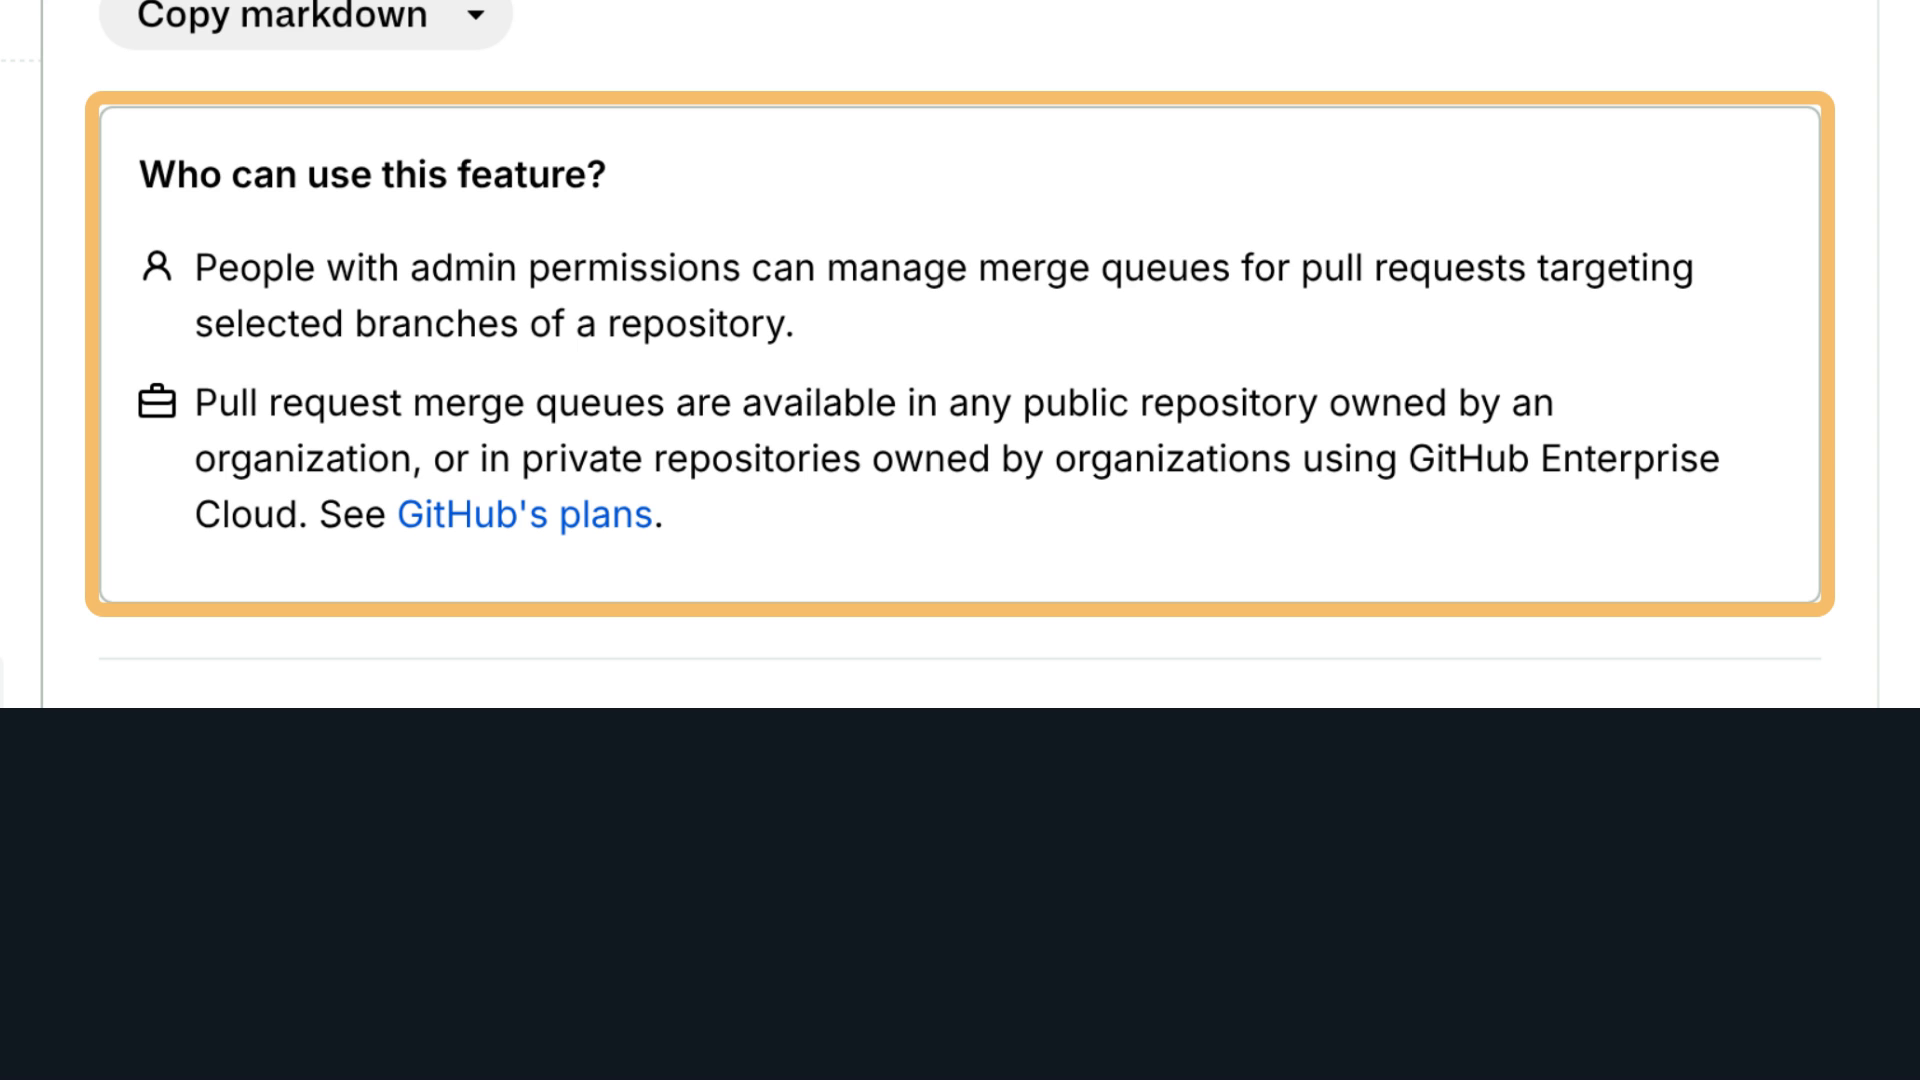 Copy markdown
Who can use this feature?
People with admin permissions can manage merge queues for pull requests targeting
selected branches of a repository.
Pull request merge queues are available in any public repository owned by an
organization, or in private repositories owned by organizations using GitHub Enterprise
Cloud. See GitHub's plans.